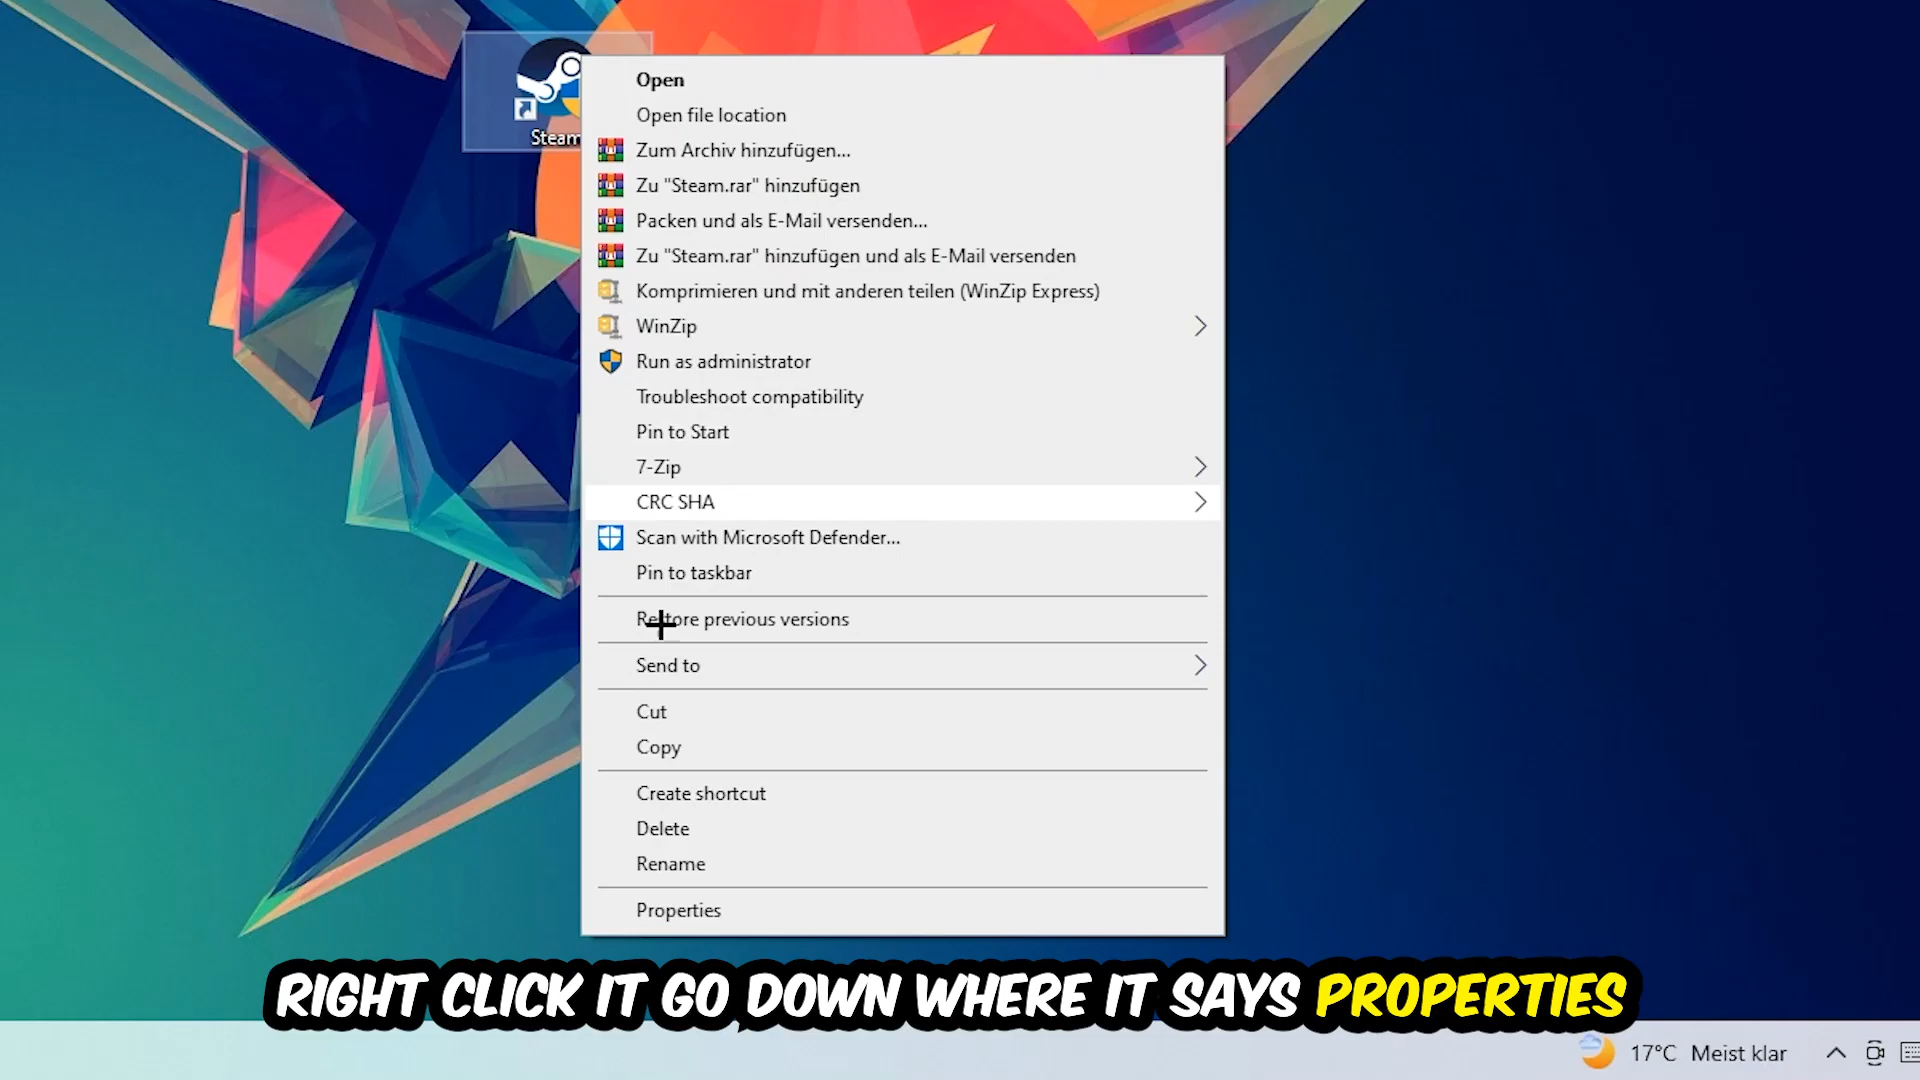 Steam
Open
Open file location
Zum Archiv hinzufügen...
Zu "Steam.rar" hinzufügen
Packen und als E-Mail versenden...
Zu "Steam.rar" hinzufügen und als E-Mail versenden
Komprimieren und mit anderen teilen (WinZip Express)
WinZip
Run as administrator
Troubleshoot compatibility
Pin to Start
7-Zip
CRC SHA
Scan with Microsoft Defender...
Pin to taskbar
Restore previous versions
Send to
Cut
Copy
Create shortcut
Delete
Rename
Properties
RIGHT CLICK IT GO DOWN WHERE IT SAYS PROPERTIES
17°C Meist klar